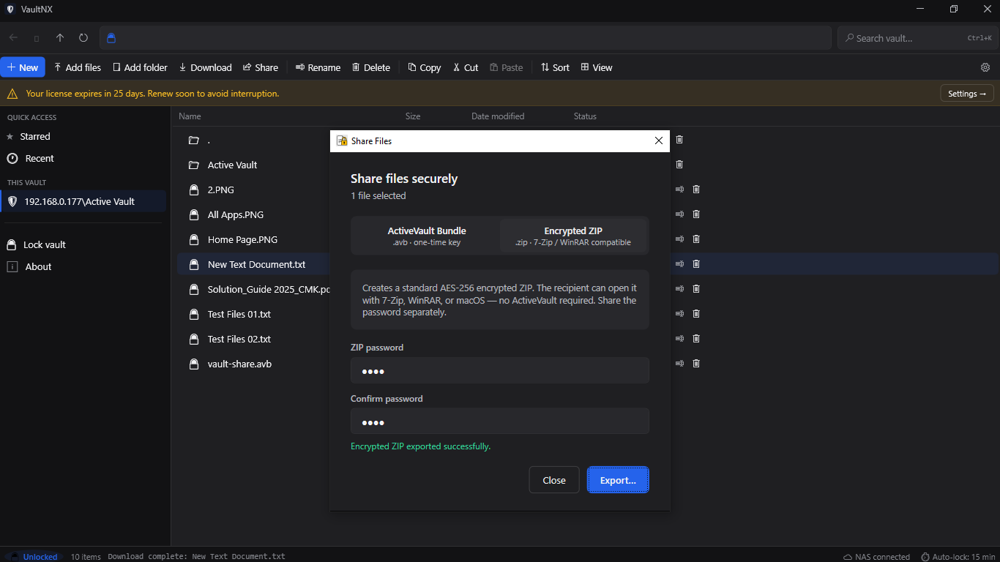 VaultNX
Search vault... Ctrl+K
New Add files Add folder Download Share Rename Delete Copy Cut Paste Sort View
Your license expires in 25 days. Renew soon to avoid interruption. Settings →
QUICK ACCESS
Starred
Recent
THIS VAULT
192.168.0.177\Active Vault
Lock vault
About
Name Size Date modified Status
.
Active Vault
2.PNG
All Apps.PNG
Home Page.PNG
New Text Document.txt
Solution_Guide 2025_CMK.pd
Test Files 01.txt
Test Files 02.txt
vault-share.avb
Share Files
Share files securely
1 file selected
ActiveVault Bundle
.avb · one-time key
Encrypted ZIP
.zip · 7-Zip / WinRAR compatible
Creates a standard AES-256 encrypted ZIP. The recipient can open it
with 7-Zip, WinRAR, or macOS — no ActiveVault required. Share the
password separately.
ZIP password
●●●●
Confirm password
●●●●
Encrypted ZIP exported successfully.
Close Export...
Unlocked 10 items Download complete: New Text Document.txt NAS connected Auto-lock: 15 min